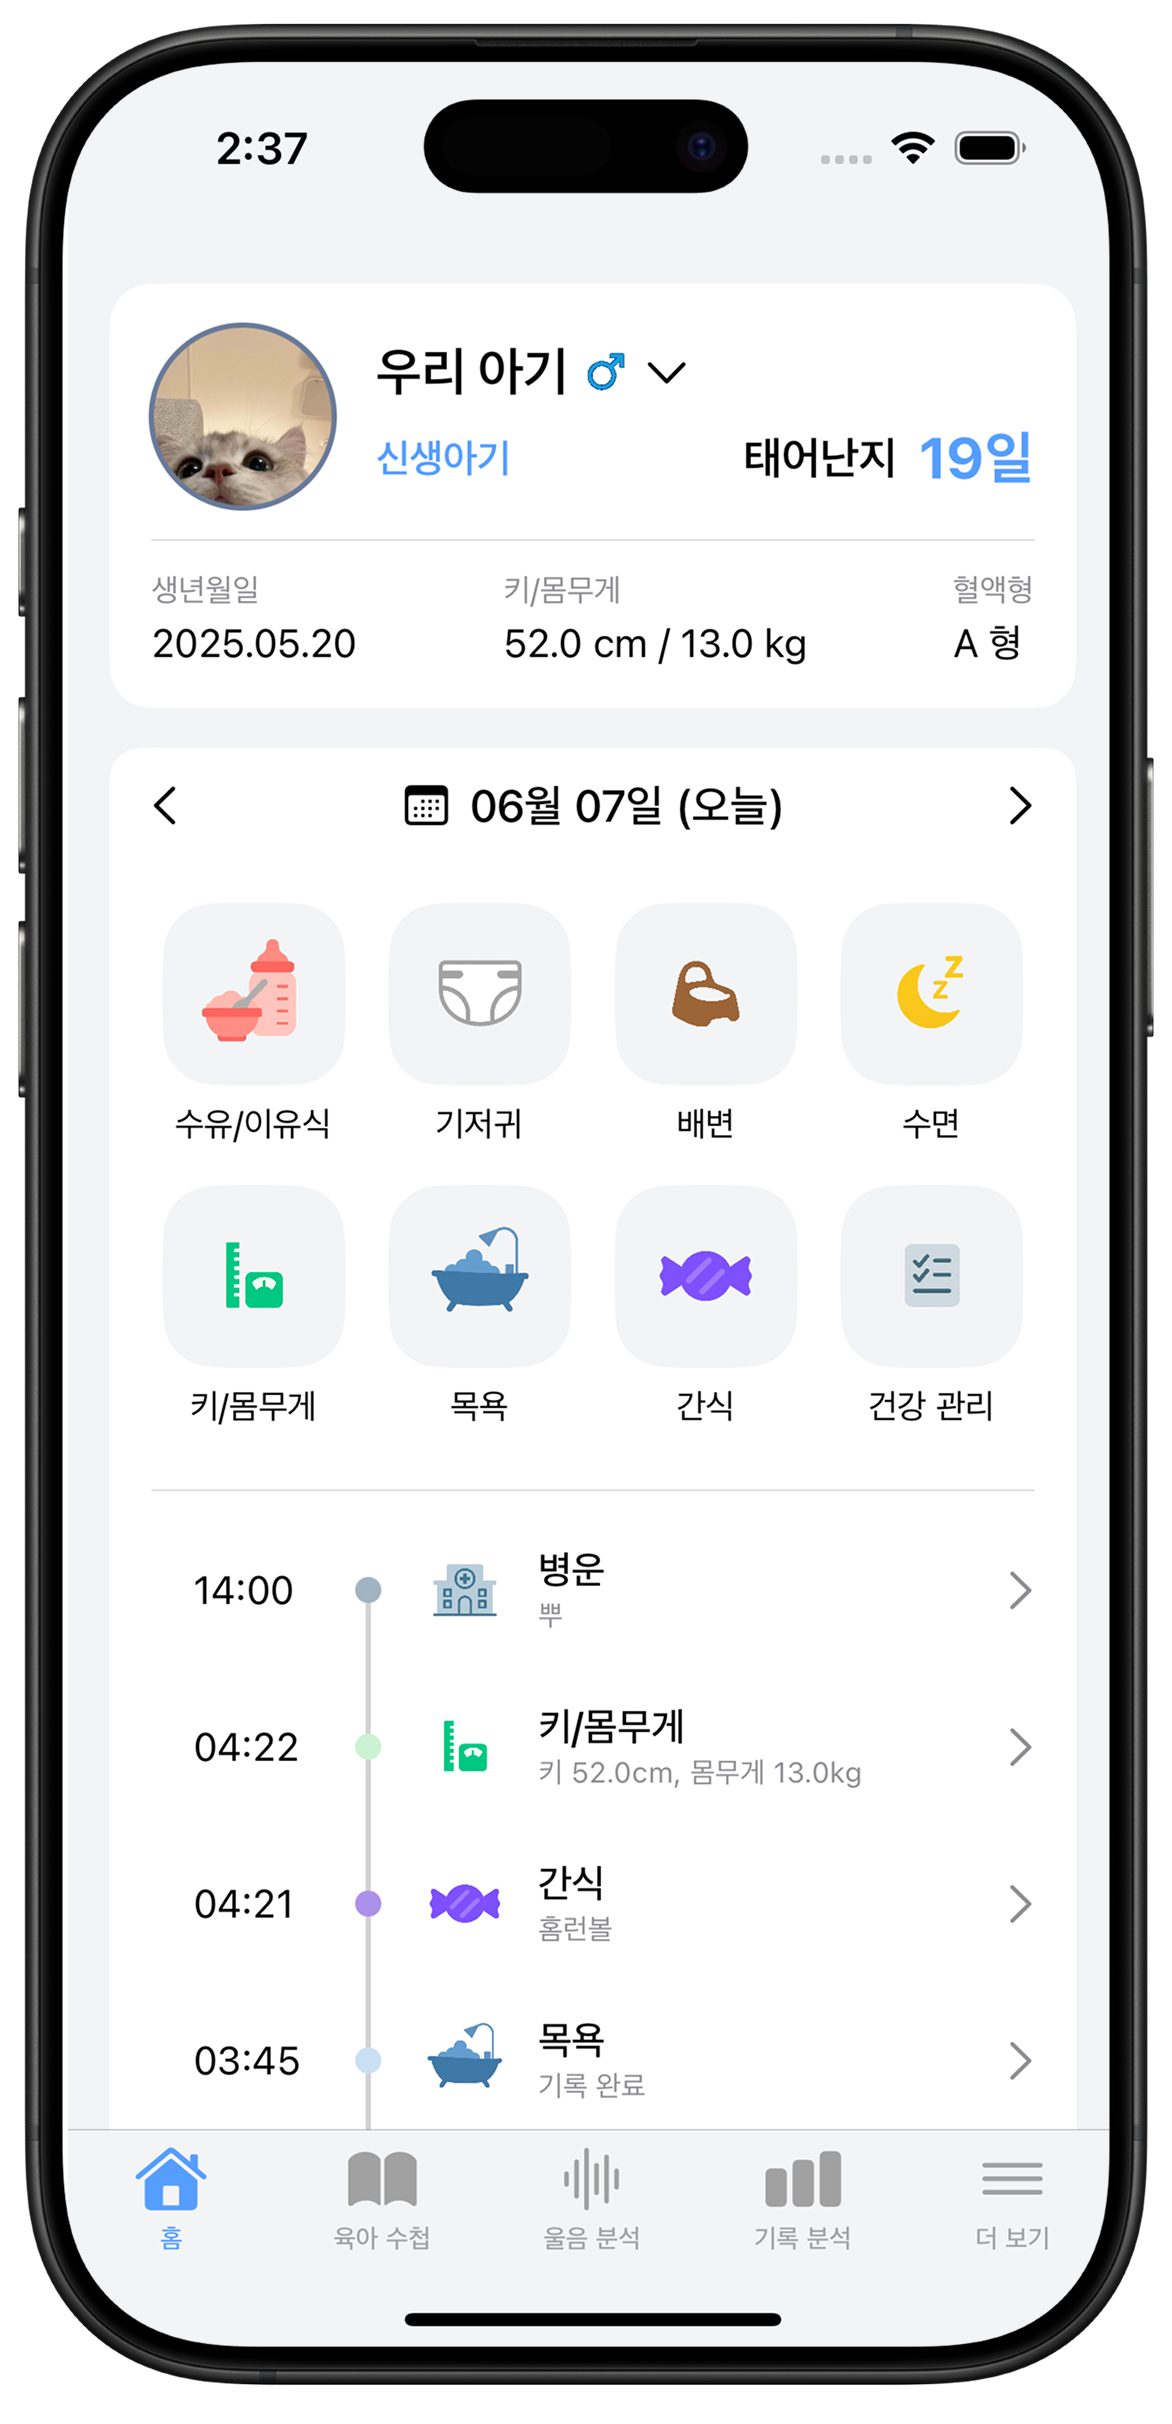 2:37
우리 아기
신생아기
태어난지 19일
생년월일 키/몸무게 혈액형
2025.05.20 52.0 cm / 13.0 kg A 형
06월 07일 (오늘)
수유/이유식 기저귀 배변 수면
키/몸무게 목욕 간식 건강 관리
14:00 병운
뿌
04:22 키/몸무게
키 52.0cm, 몸무게 13.0kg
04:21 간식
홈런볼
03:45 목욕
기록 완료
홈 육아 수첩 울음 분석 기록 분석 더 보기